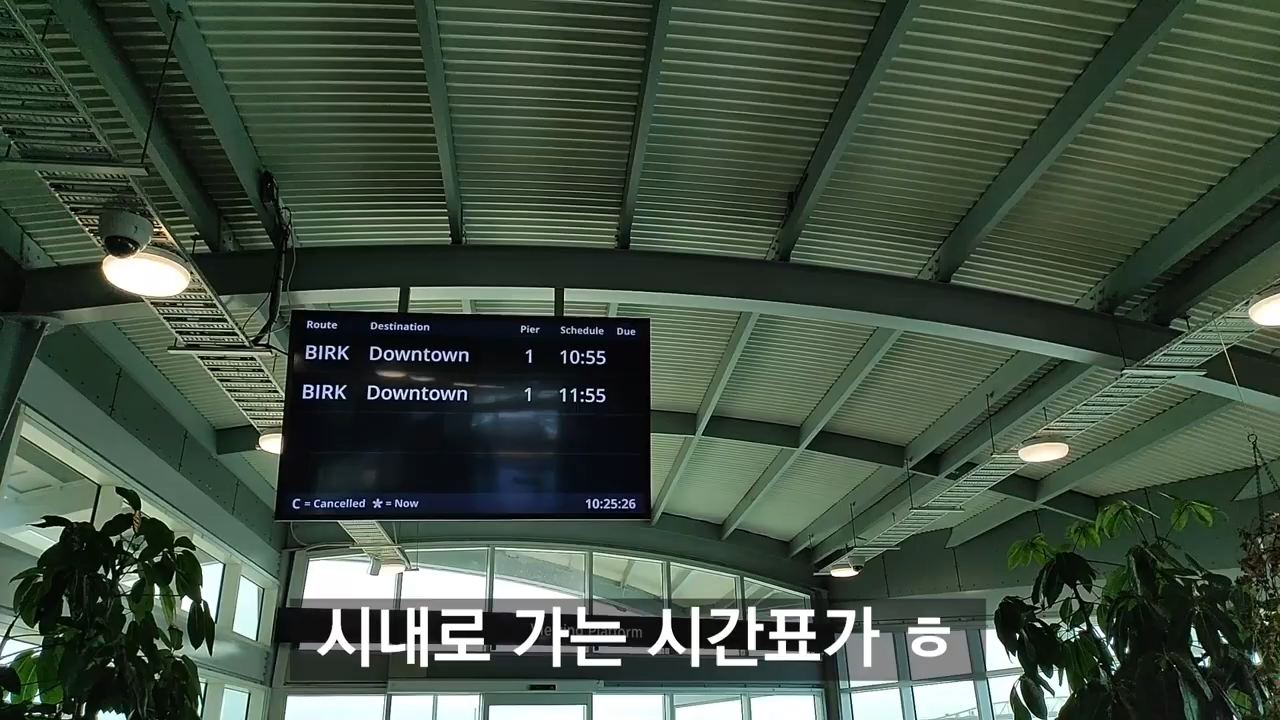 Route Destination Pier Schedule Due
BIRK Downtown 1 10:55
BIRK Downtown 1 11:55
C = Cancelled * = Now 10:25:26
Platform
시내로 가는 시간표가 ㅎ